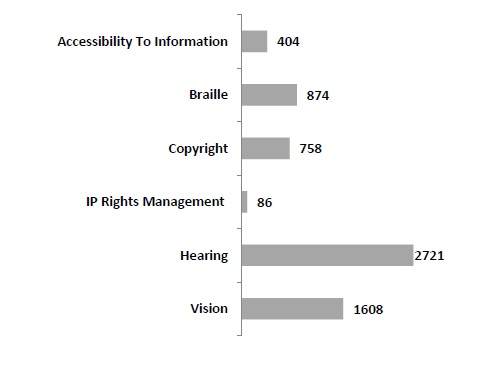 Accessibility To Information 404
Braille 874
Copyright 758
IP Rights Management 86
Hearing 2721
Vision 1608